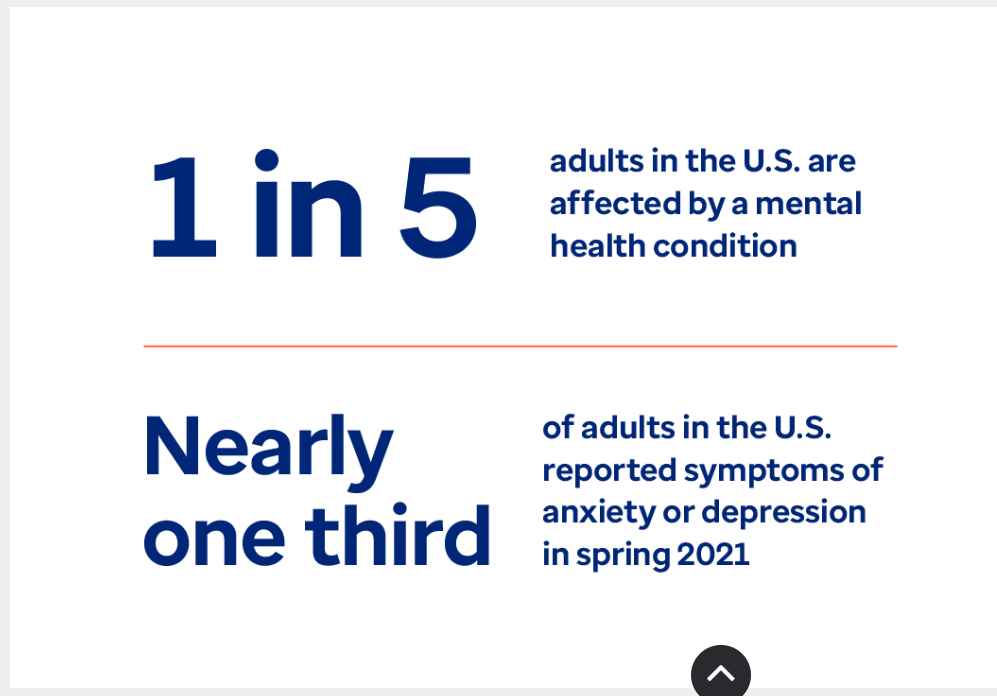 1 in 5
adults in the U.S. are
affected by a mental
health condition
Nearly
one third
of adults in the U.S.
reported symptoms of
anxiety or depression
in spring 2021